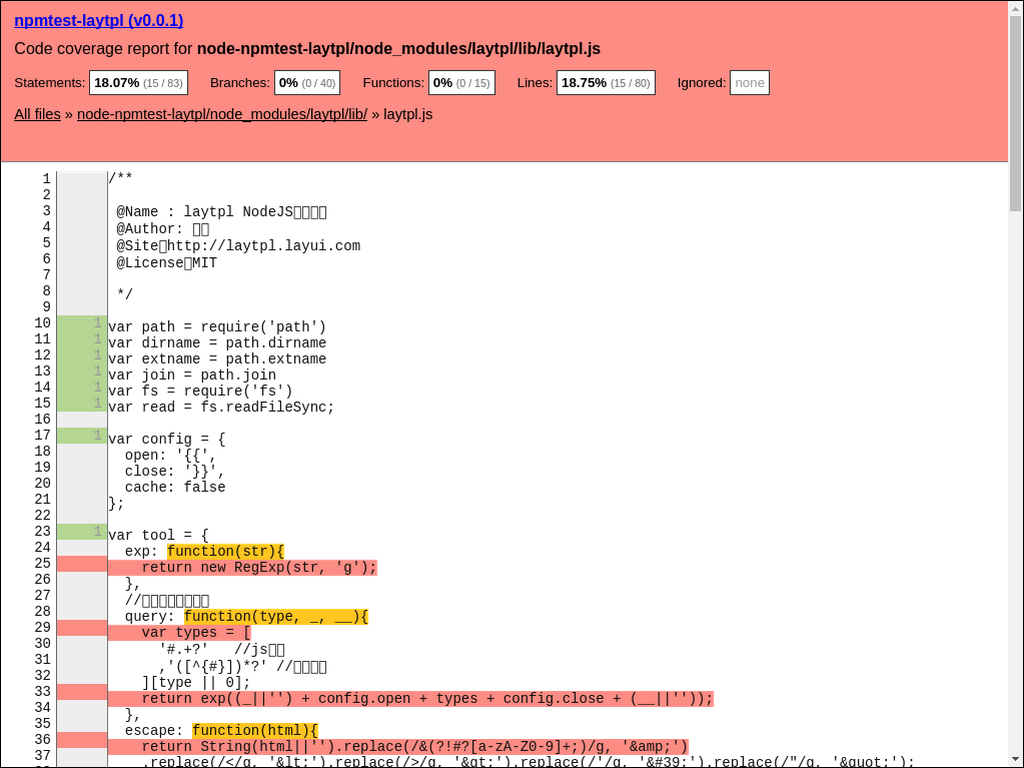 npmtest-laytpl (v0.0.1)
Code coverage report for node-npmtest-laytpl/node_modules/laytpl/lib/laytpl.js
Statements: 18.07% (15 / 83) Branches: 0% (0 / 40) Functions: 0% (0 / 15) Lines: 18.75% (15 / 80) Ignored: none
All files » node-npmtest-laytpl/node_modules/laytpl/lib/ » laytpl.js
1 /**
2
3 @Name : laytpl NodeJS
4 @Author:
5 @Site http://laytpl.layui.com
6 @License MIT
7
8 */
9
10 1 var path = require('path')
11 1 var dirname = path.dirname
12 1 var extname = path.extname
13 1 var join = path.join
14 1 var fs = require('fs')
15 1 var read = fs.readFileSync;
16
17 1 var config = {
18 open: '{{',
19 close: '}}',
20 cache: false
21 };
22
23 1 var tool = {
24 exp: function(str){
25 return new RegExp(str, 'g');
26 },
27 //
28 query: function(type, _, __){
29 var types = [
30 '#.+?' //js
31 ,'([^{#}])*?' //
32 ][type || 0];
33 return exp((_||'') + config.open + types + config.close + (__||''));
34 },
35 escape: function(html){
36 return String(html||'').replace(/&(?!#?[a-zA-Z0-9]+;)/g, '&amp;')
37 .replace(/</g, '&lt;').replace(/>/g, '&gt;').replace(/'/g, '&#39;').replace(/"/g, '&quot;');